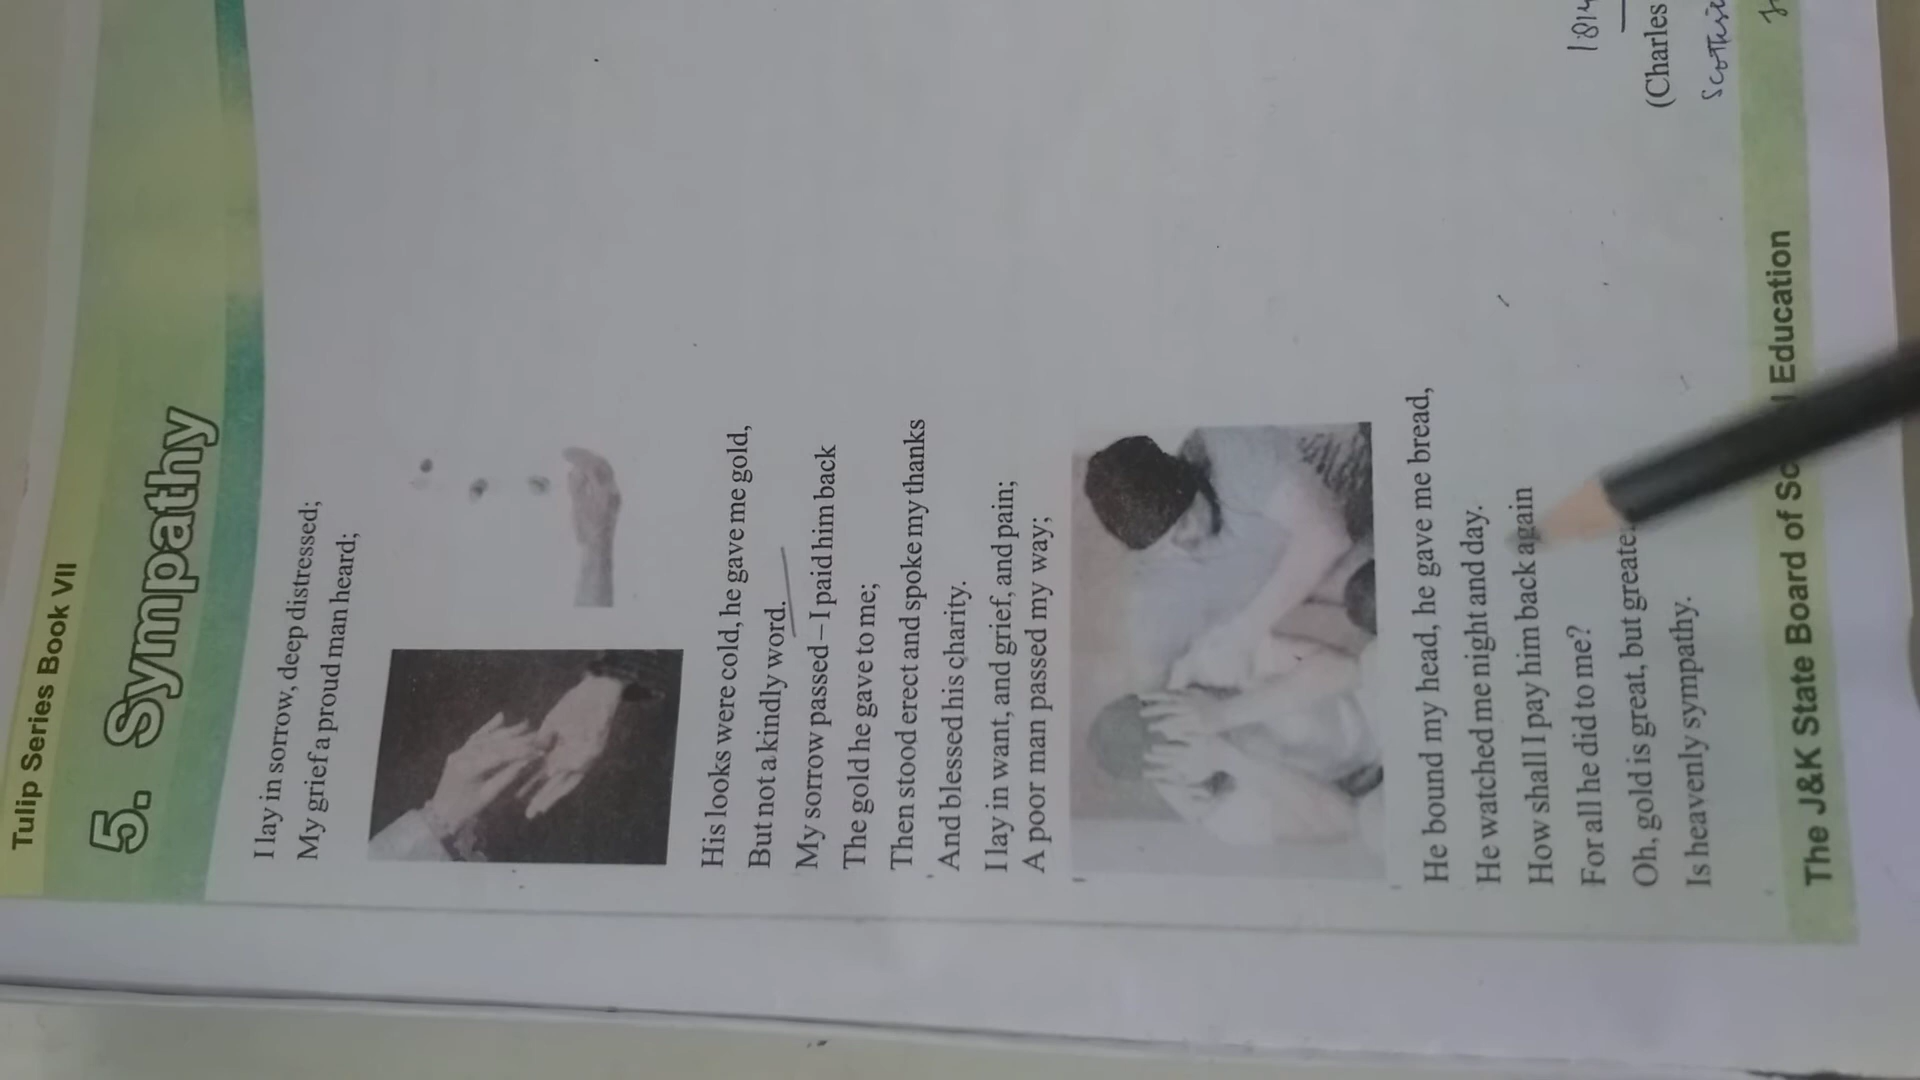 Tulip Series Book VII
5. Sympathy
I lay in sorrow, deep distressed;
My grief a proud man heard;
His looks were cold, he gave me gold,
But not a kindly word.
My sorrow passed – I paid him back
The gold he gave to me;
Then stood erect and spoke my thanks
And blessed his charity.
I lay in want, and grief, and pain;
A poor man passed my way;
He bound my head, he gave me bread,
He watched me night and day.
How shall I pay him back again
For all he did to me?
Oh, gold is great, but greater
Is heavenly sympathy.
1814
(Charles
The J&K State Board of Education